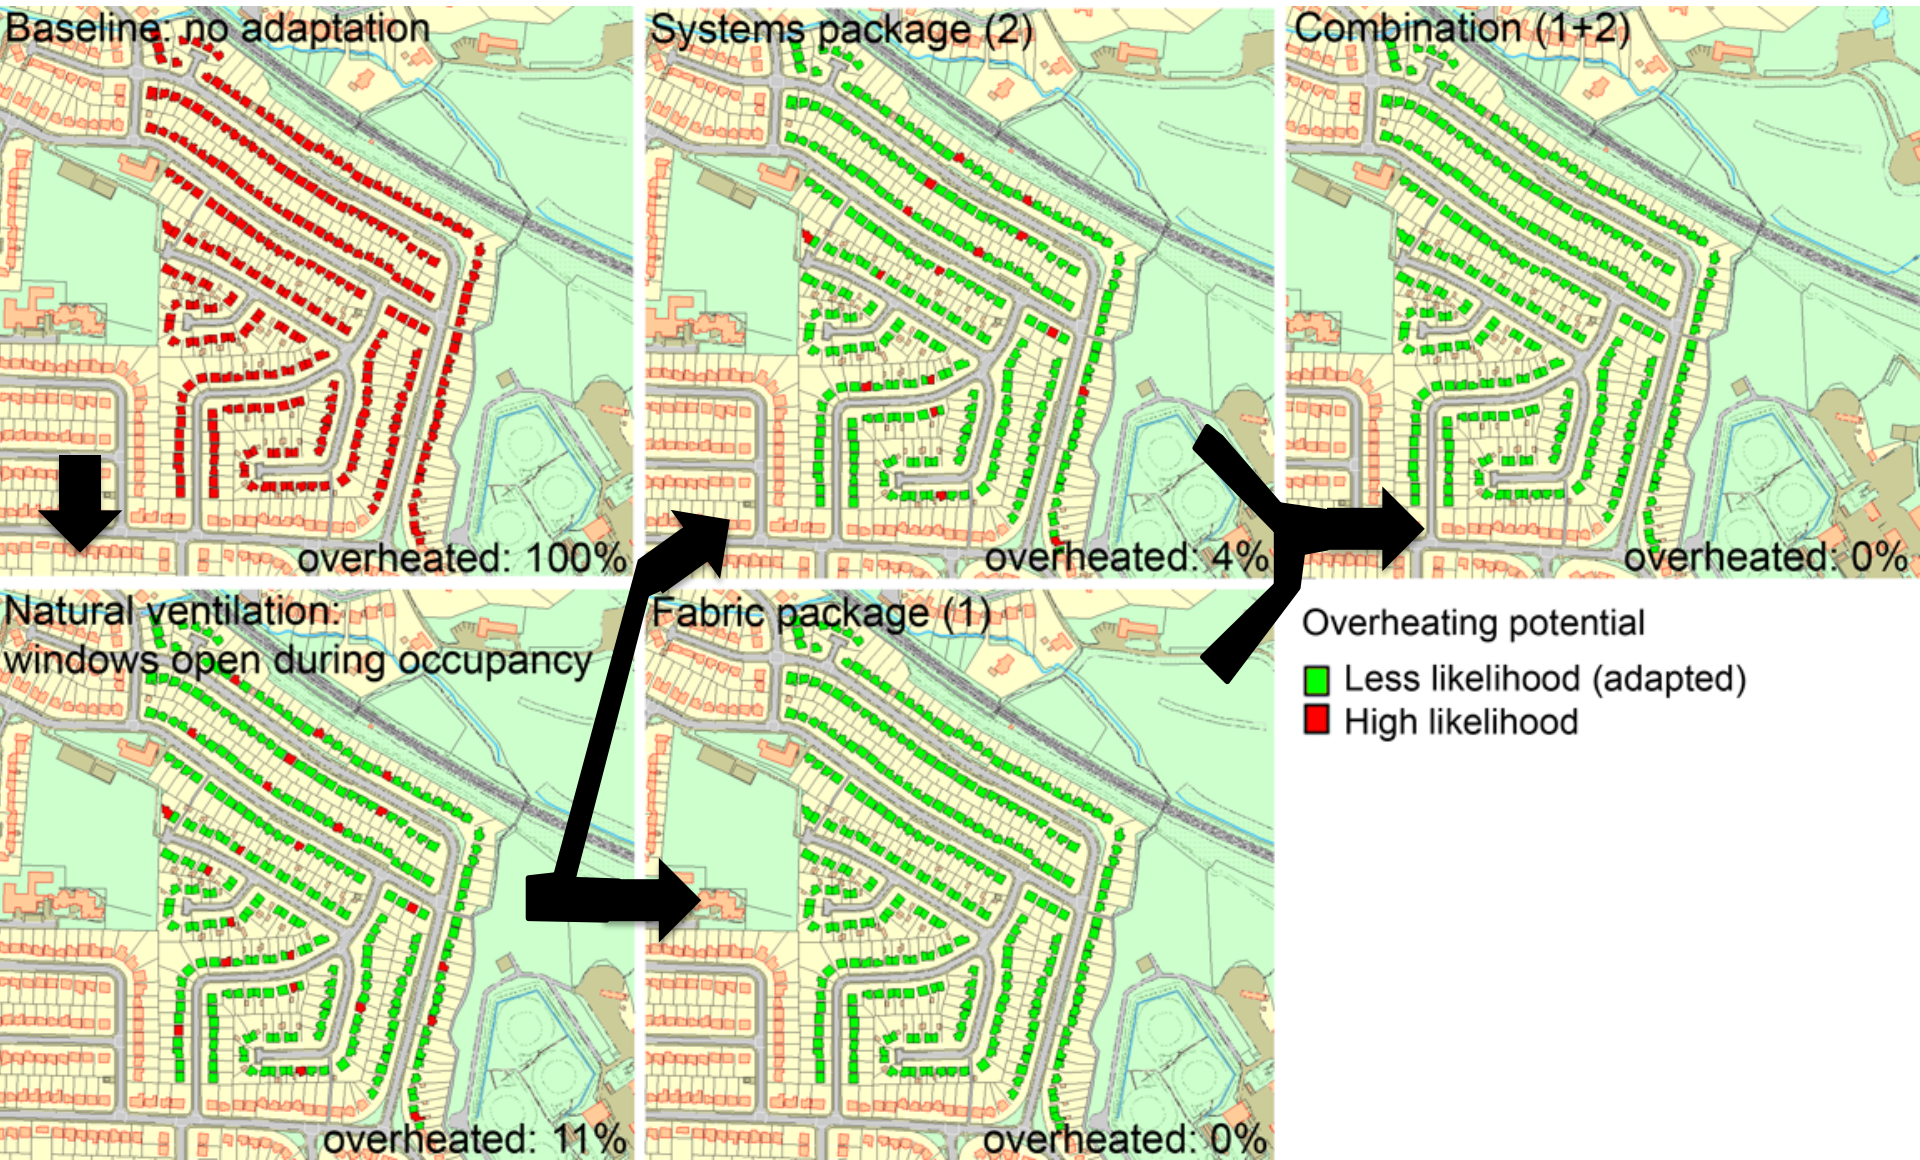 Baseline: no adaptation
overheated: 100%
Systems package (2)
overheated: 4%
Combination (1+2)
overheated: 0%
Natural ventilation:
windows open during occupancy
overheated: 11%
Fabric package (1)
overheated: 0%
Overheating potential
Less likelihood (adapted)
High likelihood